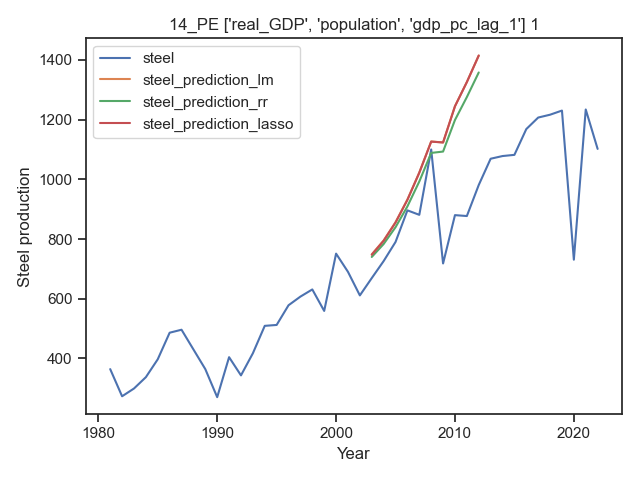 14_PE ['real_GDP', 'population', 'gdp_pc_lag_1'] 1
steel
steel_prediction_lm
steel_prediction_rr
steel_prediction_lasso
1400
1200
1000
800
600
400
Steel production
1980 1990 2000 2010 2020
Year